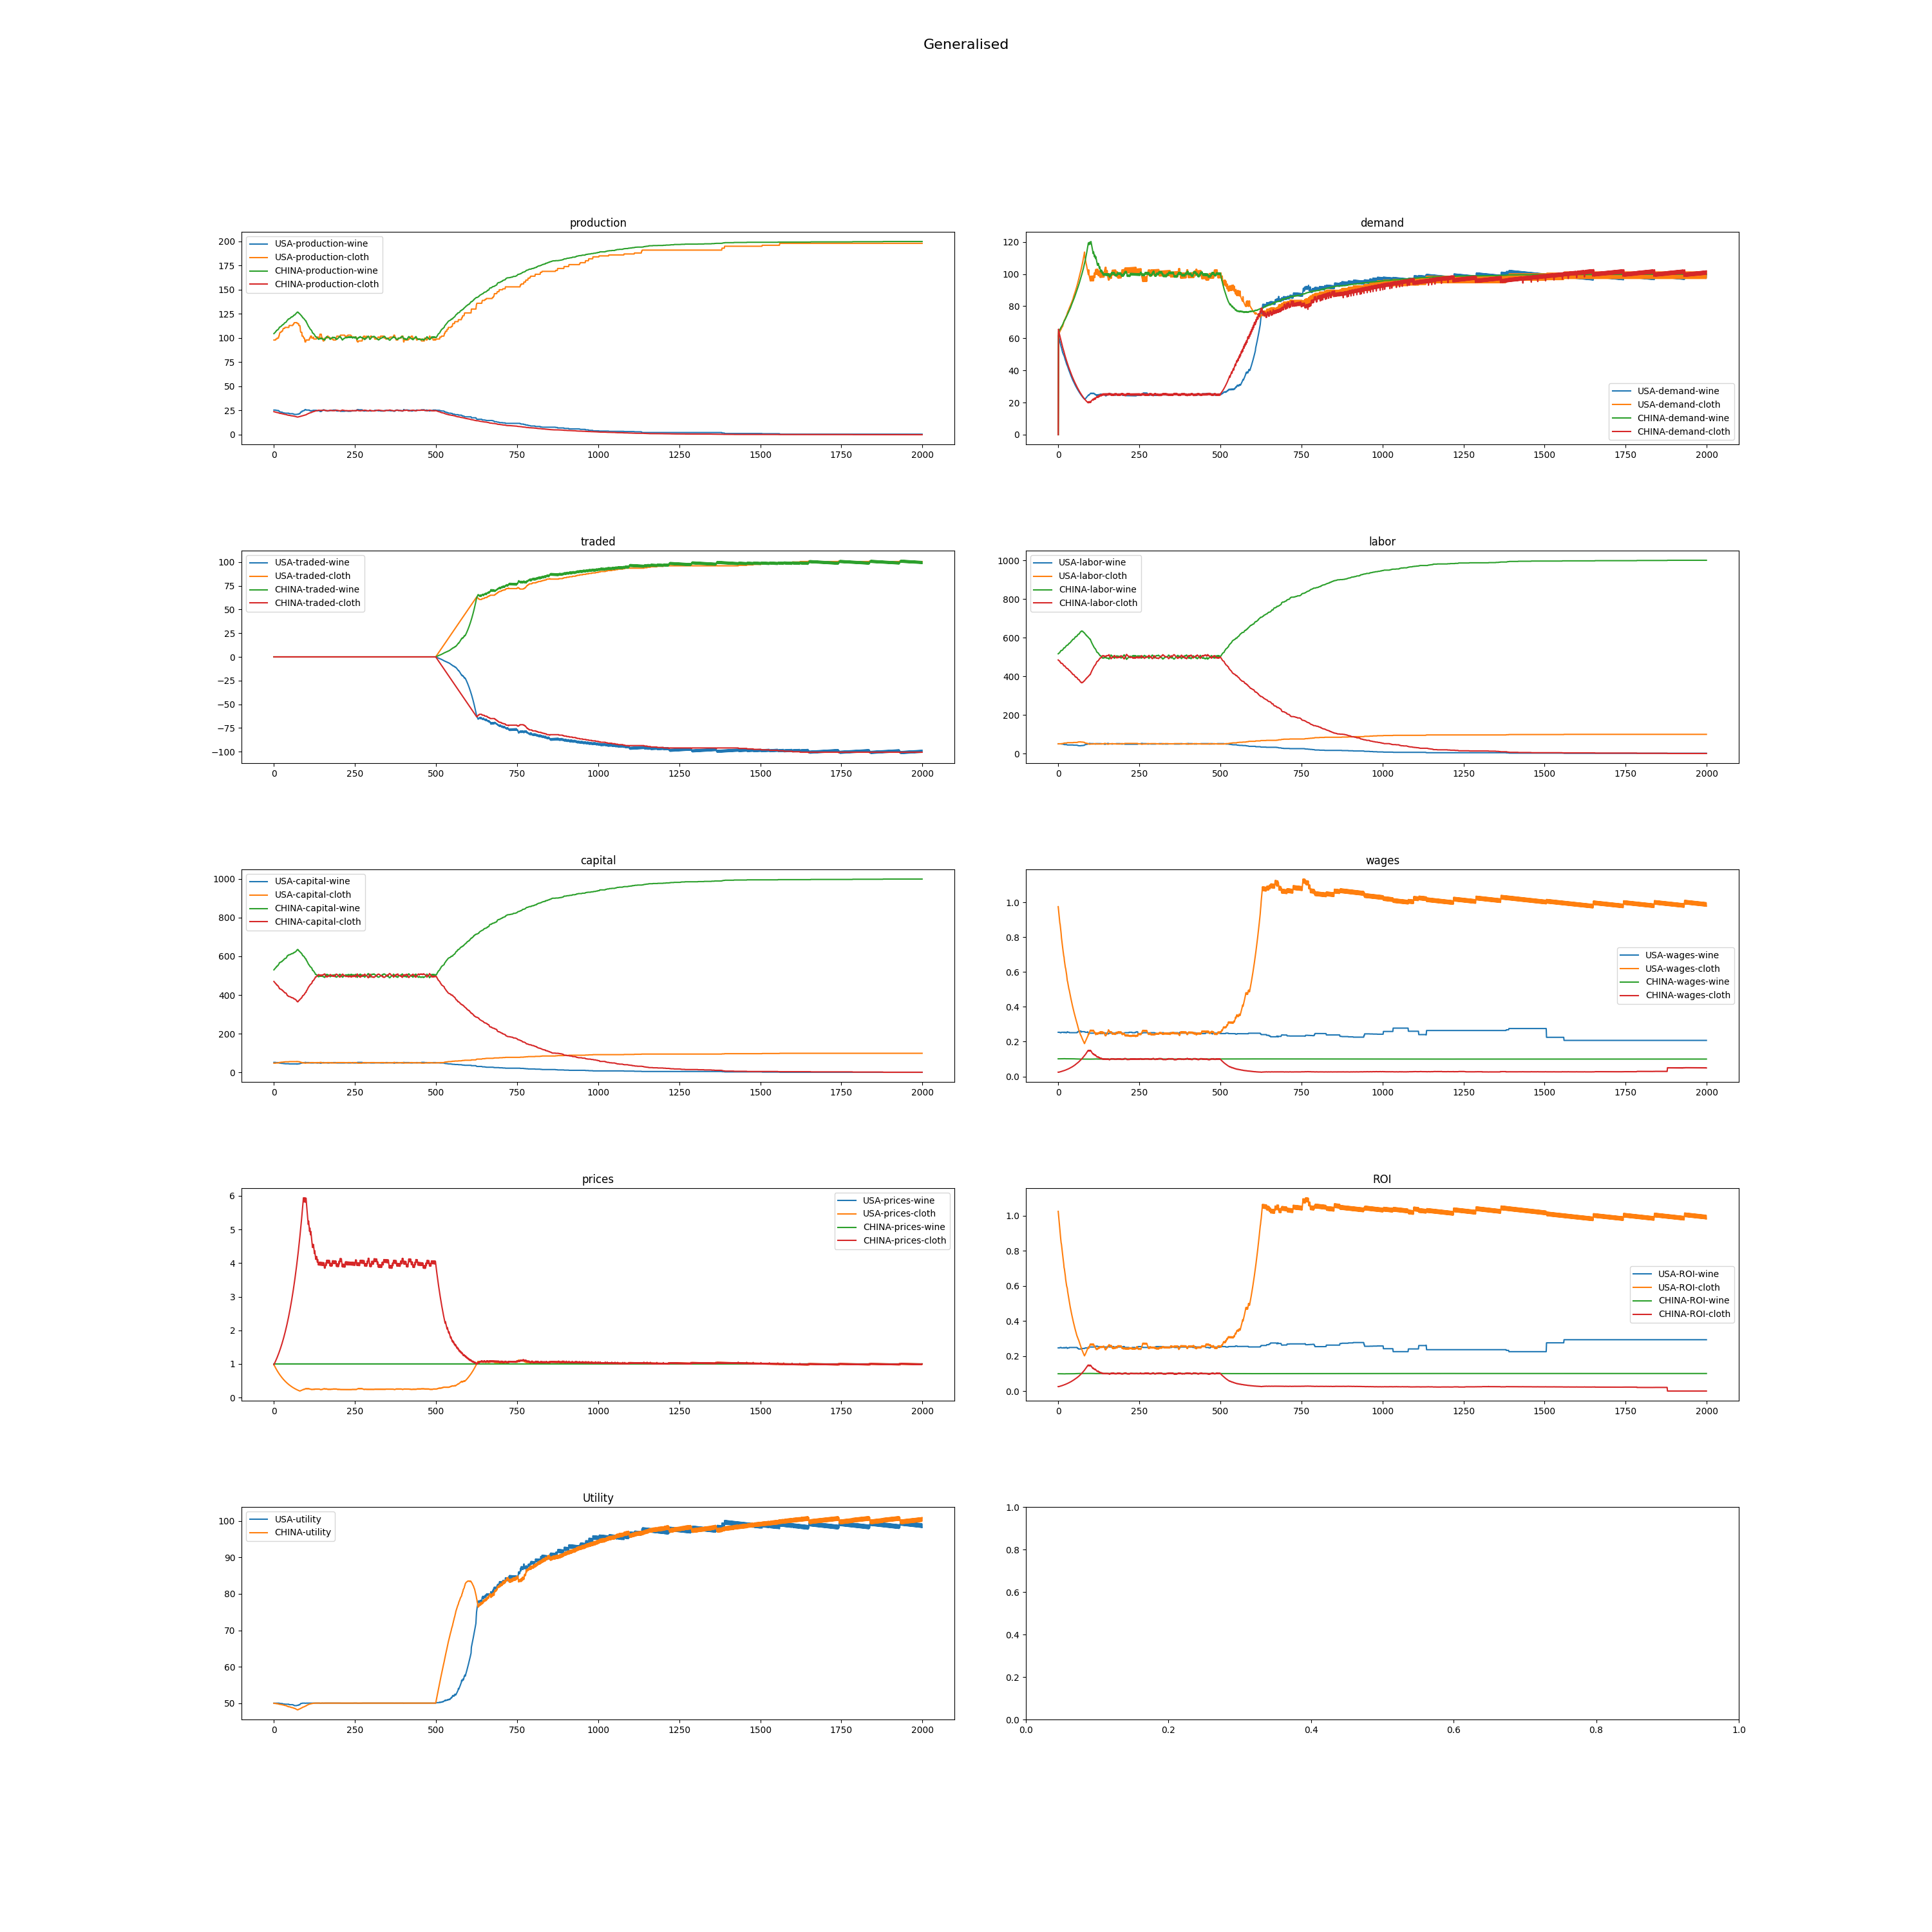 Generalised
production
200
175
150
125
100
75
50
25
0
USA-production-wine
USA-production-cloth
CHINA-production-wine
CHINA-production-cloth
0 250 500 750 1000 1250 1500 1750 2000
demand
120
100
80
60
40
20
0
USA-demand-wine
USA-demand-cloth
CHINA-demand-wine
CHINA-demand-cloth
0 250 500 750 1000 1250 1500 1750 2000
traded
100
75
50
25
0
−25
−50
−75
−100
USA-traded-wine
USA-traded-cloth
CHINA-traded-wine
CHINA-traded-cloth
0 250 500 750 1000 1250 1500 1750 2000
labor
1000
800
600
400
200
0
USA-labor-wine
USA-labor-cloth
CHINA-labor-wine
CHINA-labor-cloth
0 250 500 750 1000 1250 1500 1750 2000
capital
1000
800
600
400
200
0
USA-capital-wine
USA-capital-cloth
CHINA-capital-wine
CHINA-capital-cloth
0 250 500 750 1000 1250 1500 1750 2000
wages
1.0
0.8
0.6
0.4
0.2
0.0
USA-wages-wine
USA-wages-cloth
CHINA-wages-wine
CHINA-wages-cloth
0 250 500 750 1000 1250 1500 1750 2000
prices
6
5
4
3
2
1
0
USA-prices-wine
USA-prices-cloth
CHINA-prices-wine
CHINA-prices-cloth
0 250 500 750 1000 1250 1500 1750 2000
ROI
1.0
0.8
0.6
0.4
0.2
0.0
USA-ROI-wine
USA-ROI-cloth
CHINA-ROI-wine
CHINA-ROI-cloth
0 250 500 750 1000 1250 1500 1750 2000
Utility
100
90
80
70
60
50
USA-utility
CHINA-utility
0 250 500 750 1000 1250 1500 1750 2000
1.0
0.8
0.6
0.4
0.2
0.0
0.0 0.2 0.4 0.6 0.8 1.0